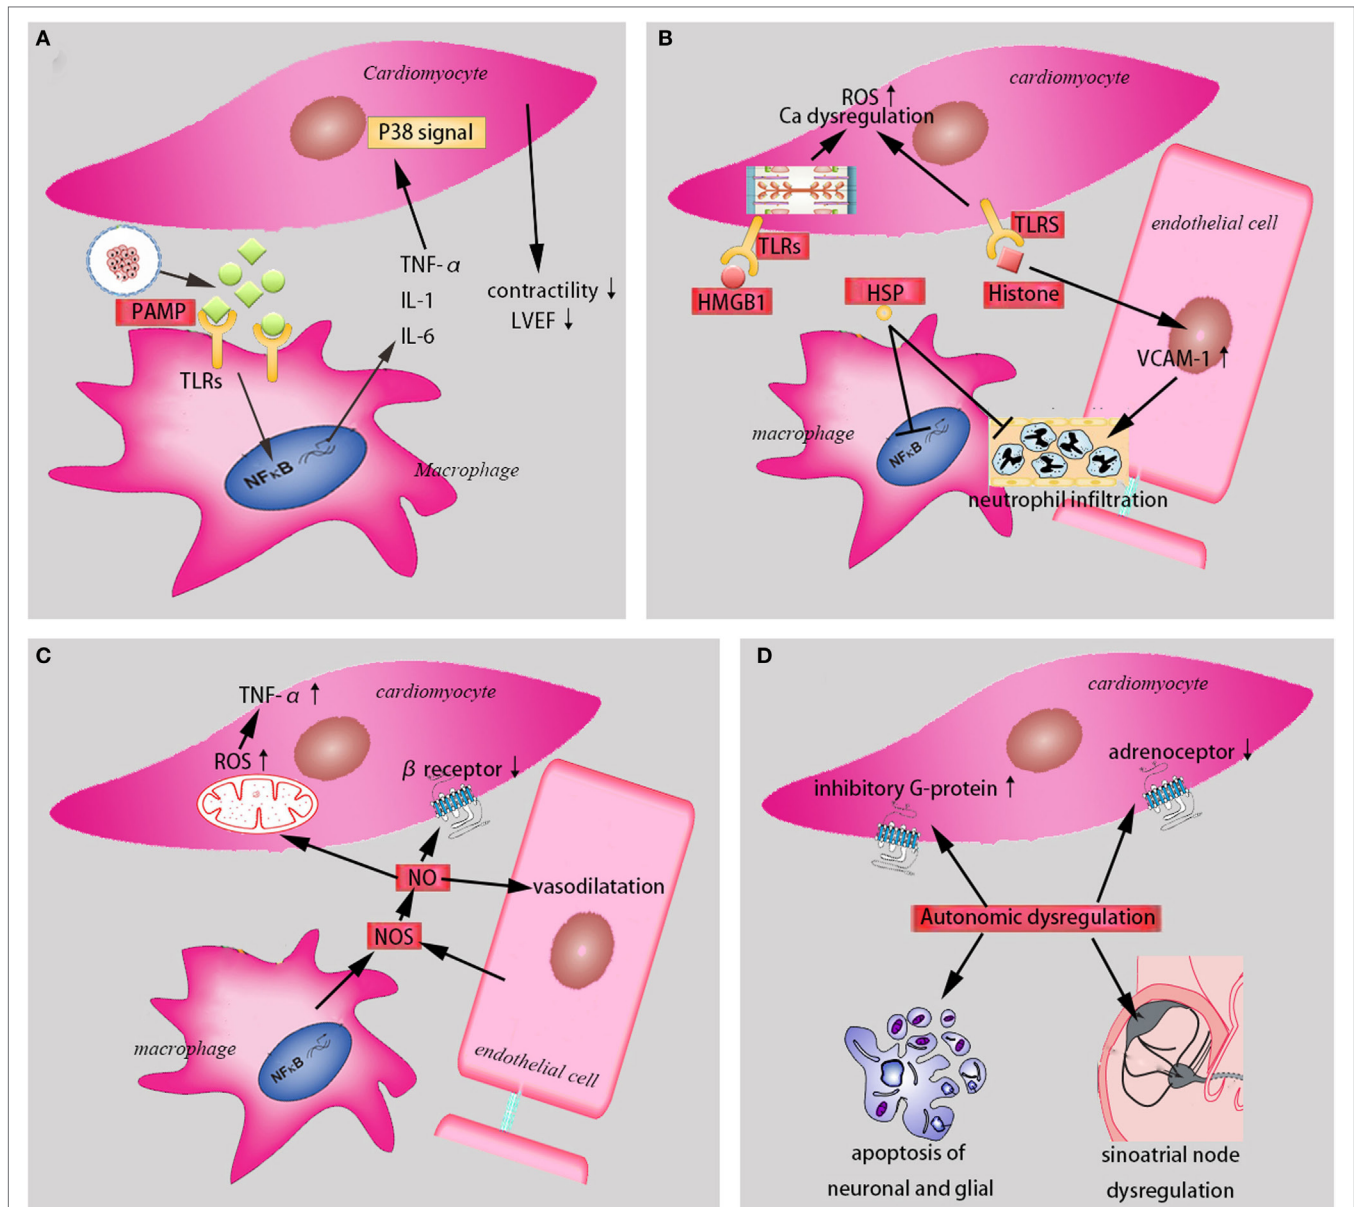 A
Cardiomyocyte
P38 signal
TNF-α
IL-1
IL-6
contractility ↓
LVEF ↓
PAMP
TLRs
NFκB
Macrophage
B
cardiomyocyte
ROS ↑
Ca dysregulation
TLRs
HMGB1
TLRS
Histone
HSP
endothelial cell
VCAM-1 ↑
macrophage
NFκB
neutrophil infiltration
C
cardiomyocyte
TNF-α ↑
ROS ↑
β receptor ↓
NO
vasodilatation
NOS
macrophage
NFκB
endothelial cell
D
cardiomyocyte
adrenoceptor ↓
inhibitory G-protein ↑
Autonomic dysregulation
apoptosis of
neuronal and glial
sinoatrial node
dysregulation